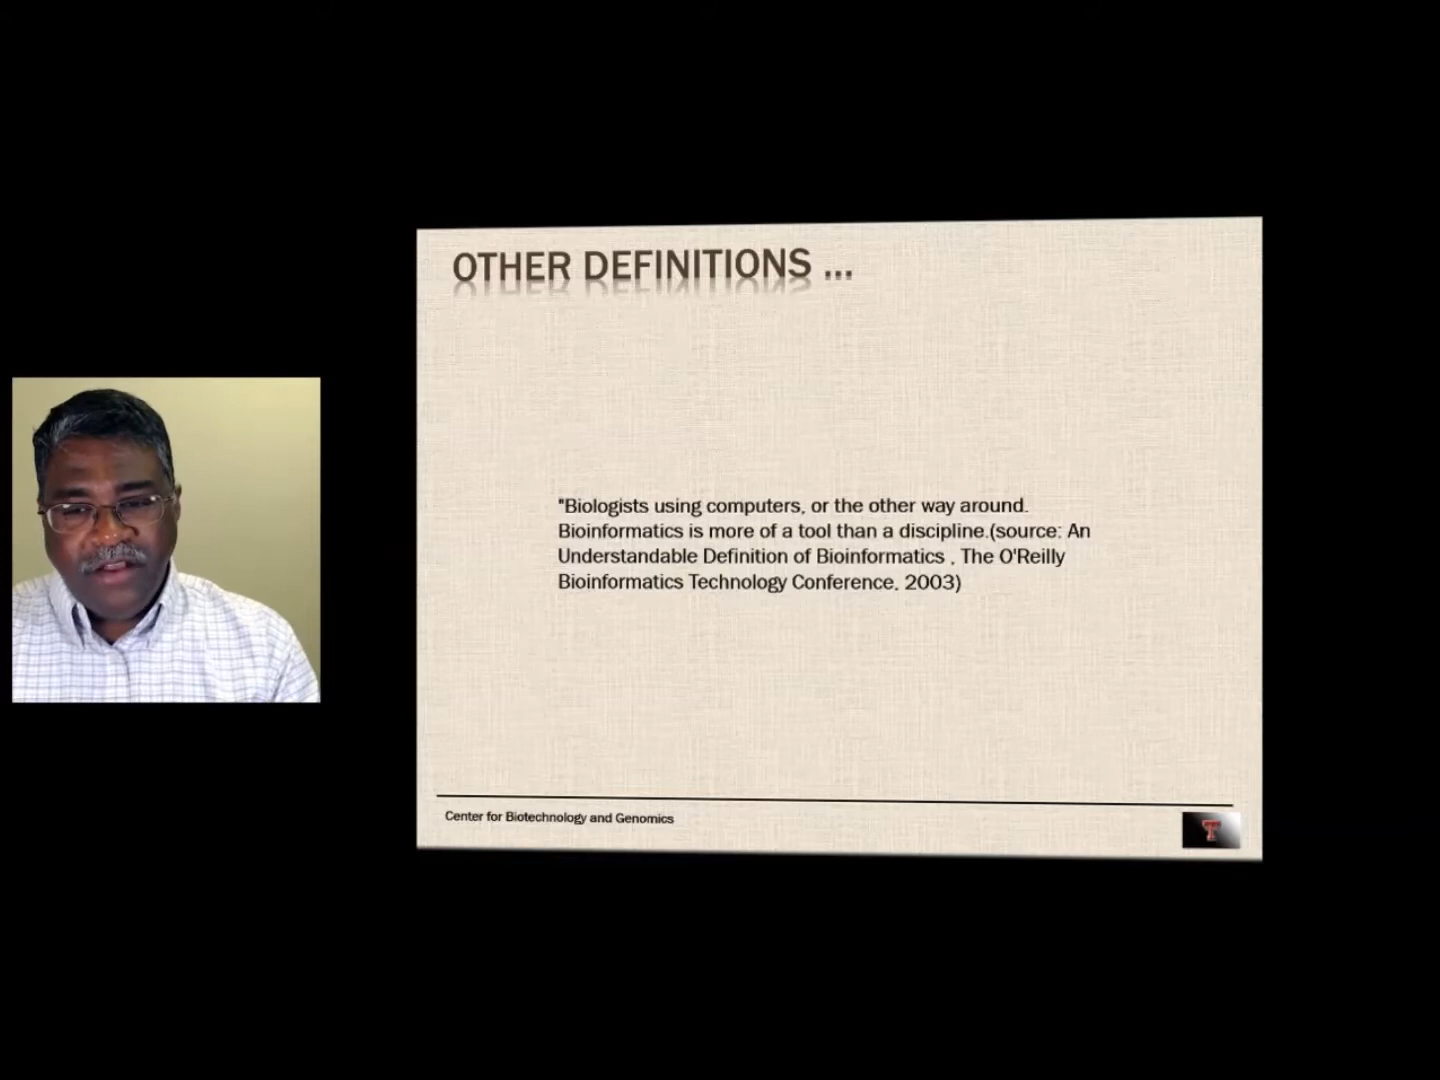 OTHER DEFINITIONS ...
"Biologists using computers, or the other way around.
Bioinformatics is more of a tool than a discipline.(source: An
Understandable Definition of Bioinformatics , The O'Reilly
Bioinformatics Technology Conference, 2003)
Center for Biotechnology and Genomics
T